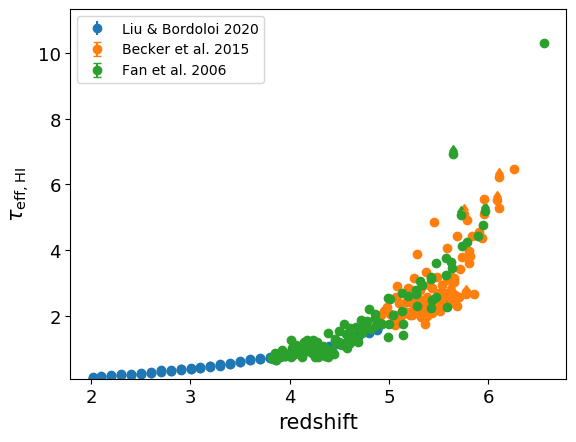 Liu & Bordoloi 2020
Becker et al. 2015
Fan et al. 2006
10
8
6
4
2
τeff, HI
2 3 4 5 6
redshift